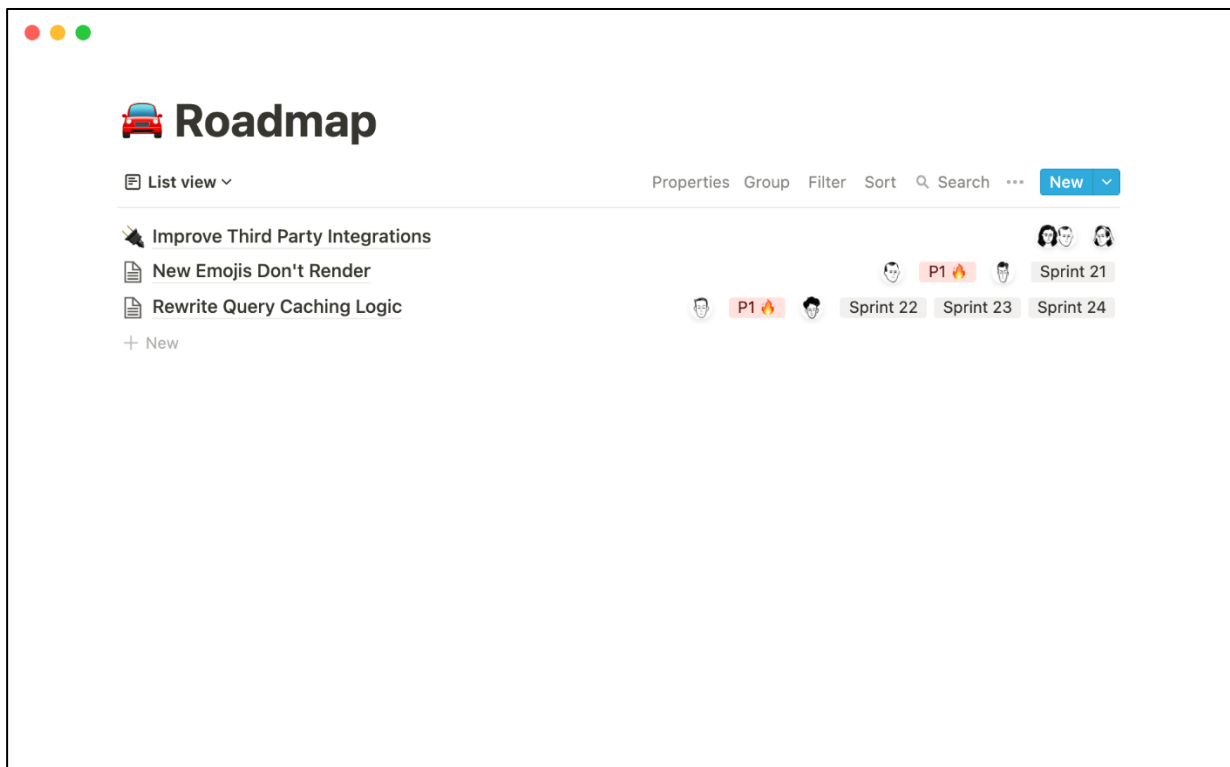 Roadmap
List view Properties Group Filter Sort Search ••• New
Improve Third Party Integrations
New Emojis Don't Render P1 🔥 Sprint 21
Rewrite Query Caching Logic P1 🔥 Sprint 22 Sprint 23 Sprint 24
+ New